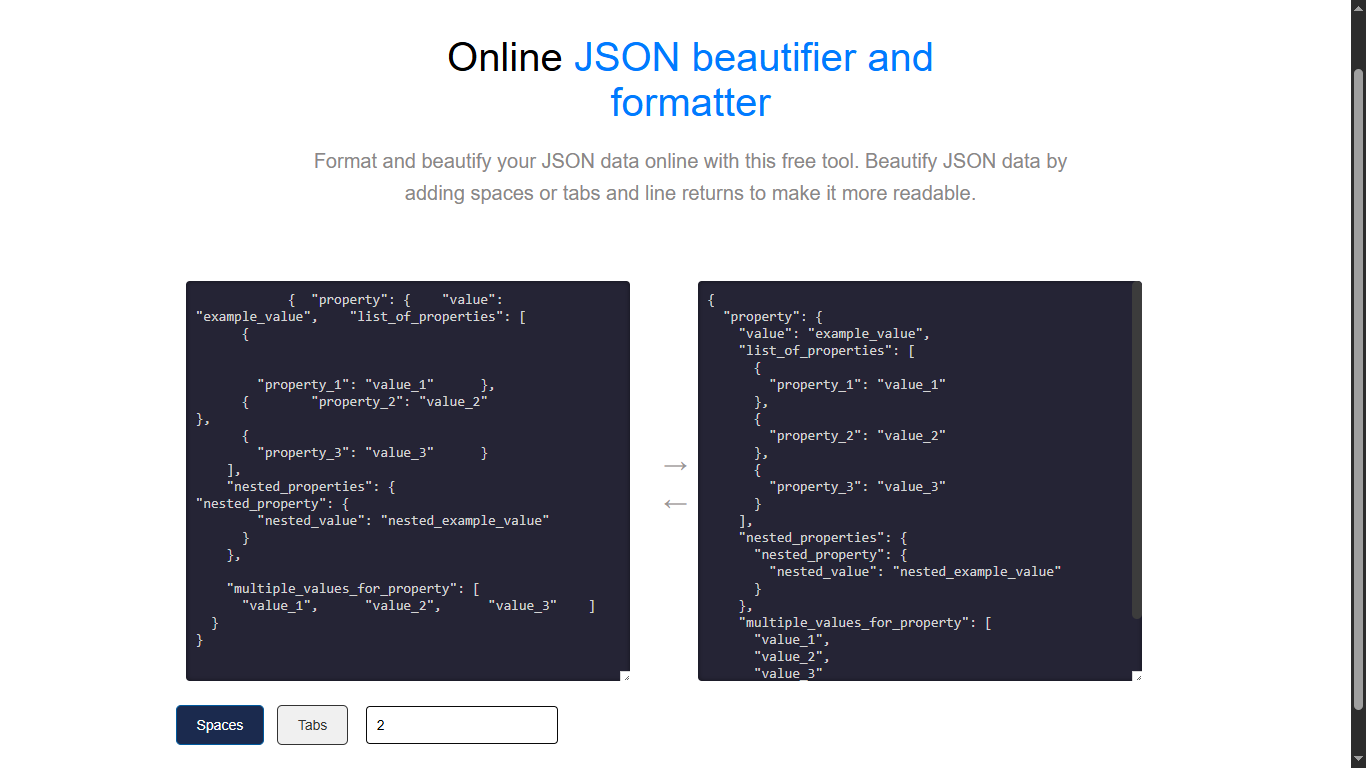 Online JSON beautifier and
formatter
Format and beautify your JSON data online with this free tool. Beautify JSON data by
adding spaces or tabs and line returns to make it more readable.
            {  "property": {    "value":
"example_value",    "list_of_properties": [
      {
        "property_1": "value_1"      },
      {        "property_2": "value_2"
},
      {
        "property_3": "value_3"      }
    ],
    "nested_properties": {
"nested_property": {
        "nested_value": "nested_example_value"
      }
    },
    "multiple_values_for_property": [
      "value_1",      "value_2",      "value_3"    ]
  }
}
→
←
{
  "property": {
    "value": "example_value",
    "list_of_properties": [
      {
        "property_1": "value_1"
      },
      {
        "property_2": "value_2"
      },
      {
        "property_3": "value_3"
      }
    ],
    "nested_properties": {
      "nested_property": {
        "nested_value": "nested_example_value"
      }
    },
    "multiple_values_for_property": [
      "value_1",
      "value_2",
      "value_3"
Spaces
Tabs
2